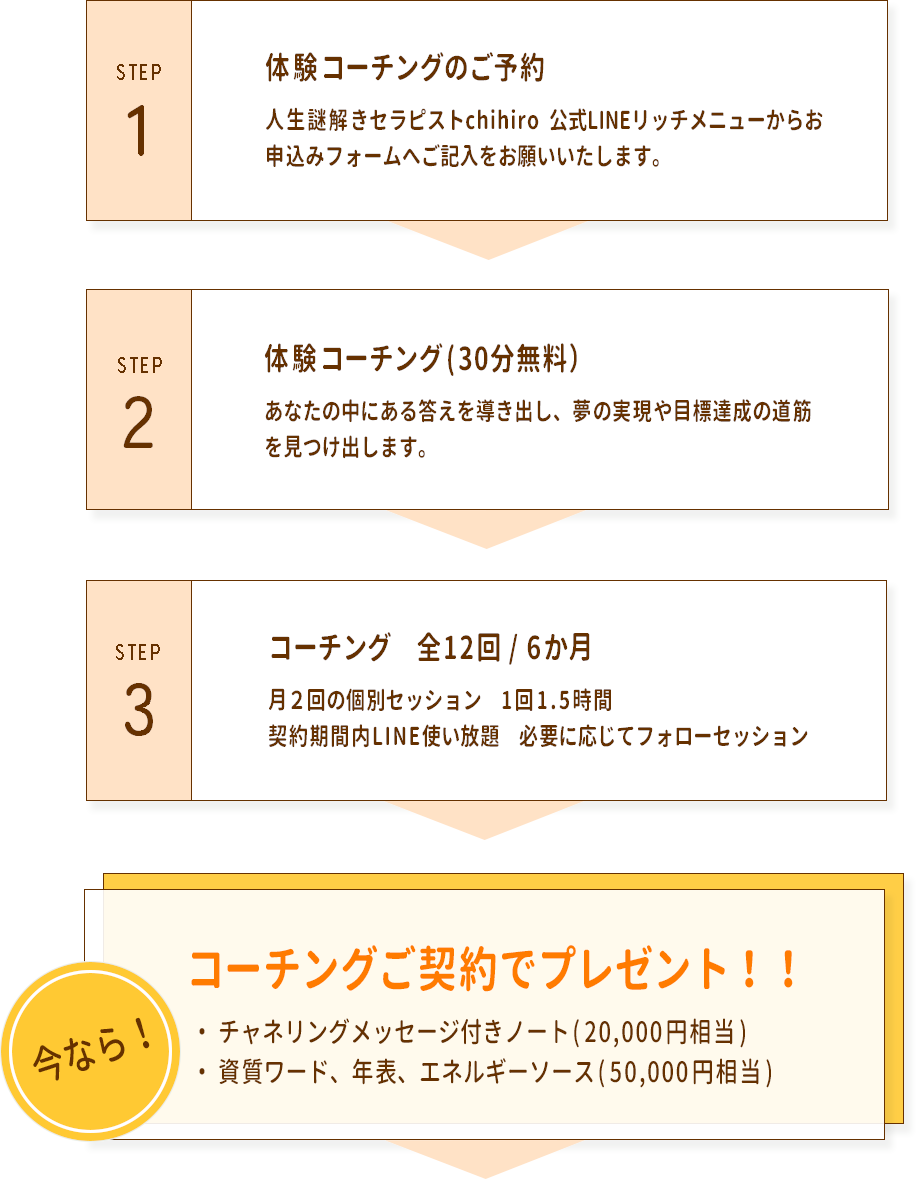 STEP
1
体験コーチングのご予約
人生謎解きセラピストchihiro 公式LINEリッチメニューからお
申込みフォームへご記入をお願いいたします。
STEP
2
体験コーチング(30分無料)
あなたの中にある答えを導き出し、夢の実現や目標達成の道筋
を見つけ出します。
STEP
3
コーチング　全12回 / 6か月
月２回の個別セッション　1回1.5時間
契約期間内LINE使い放題　必要に応じてフォローセッション
コーチングご契約でプレゼント！！
今なら！
・ チャネリングメッセージ付きノート(20,000円相当)
・ 資質ワード、年表、エネルギーソース(50,000円相当)